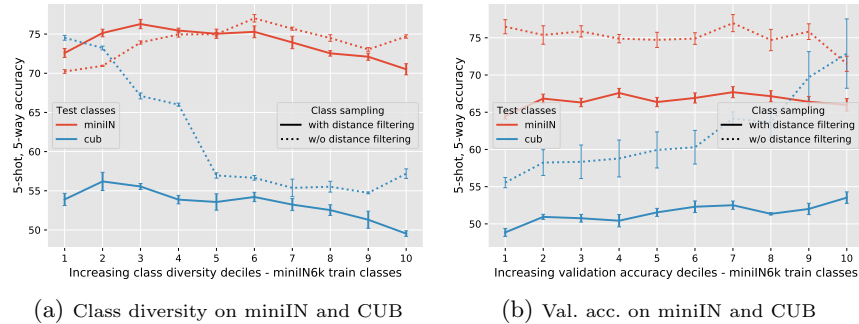 75
70
65
60
55
50
5-shot, 5-way accuracy
Test classes
miniIN
cub
Class sampling
with distance filtering
w/o distance filtering
1 2 3 4 5 6 7 8 9 10
Increasing class diversity deciles - miniIN6k train classes
(a) Class diversity on miniIN and CUB
75
70
65
60
55
50
5-shot, 5-way accuracy
Test classes
miniIN
cub
Class sampling
with distance filtering
w/o distance filtering
1 2 3 4 5 6 7 8 9 10
Increasing validation accuracy deciles - miniIN6k train classes
(b) Val. acc. on miniIN and CUB